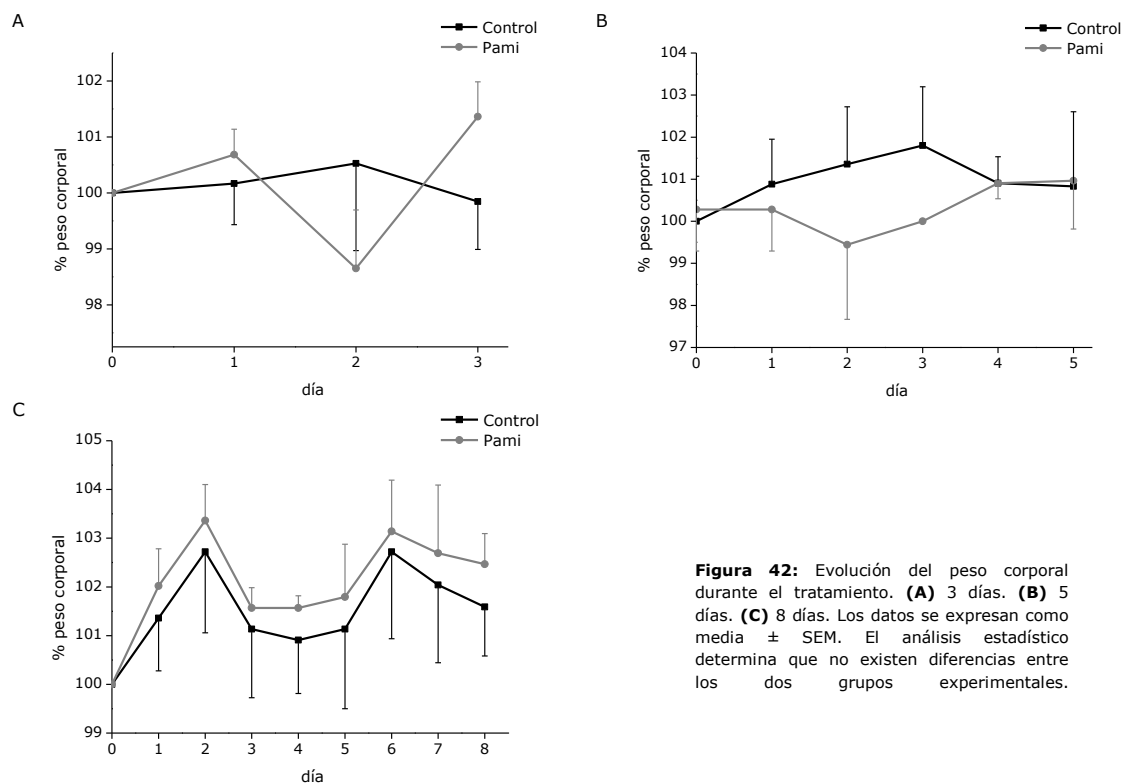 A
Control
Pami
102
101
100
99
98
% peso corporal
0 1 2 3
día
B
Control
Pami
104
103
102
101
100
99
98
97
% peso corporal
0 1 2 3 4 5
día
C
Control
Pami
105
104
103
102
101
100
99
% peso corporal
0 1 2 3 4 5 6 7 8
día
Figura 42: Evolución del peso corporal
durante el tratamiento. (A) 3 días. (B) 5
días. (C) 8 días. Los datos se expresan como
media ± SEM. El análisis estadístico
determina que no existen diferencias entre
los dos grupos experimentales.